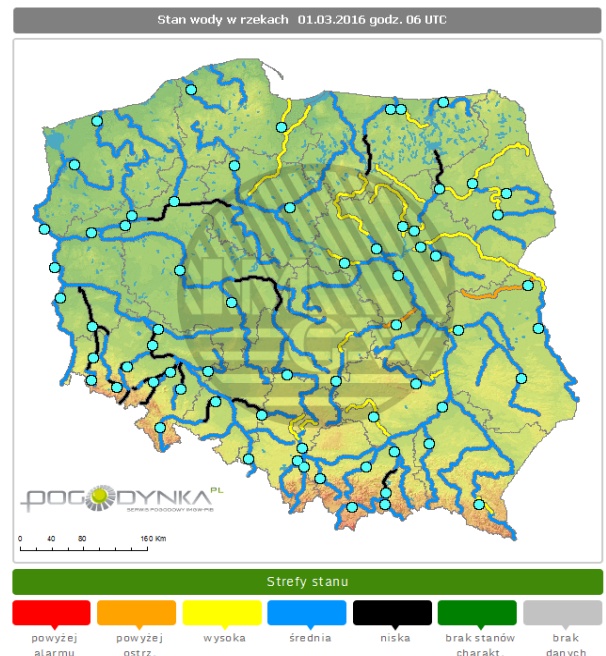 Stan wody w rzekach 01.03.2016 godz. 06 UTC
IMGW
POGODYNKA.PL
SERWIS POGODOWY IMGW-PIB
0 40 80 160 Km
Strefy stanu
powyżej alarmu
powyżej ostrz.
wysoka
średnia
niska
brak stanów charakt.
brak danych